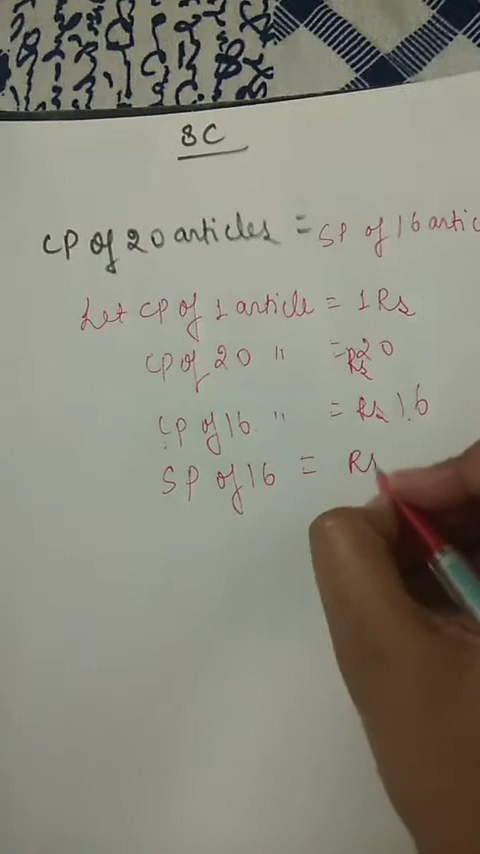 8C
CP of 20 articles = SP of 16 artic
Let CP of 1 article = 1 Rs
CP of 20 " = Rs 20
CP of 16 " = Rs 16
SP of 16 = Rs